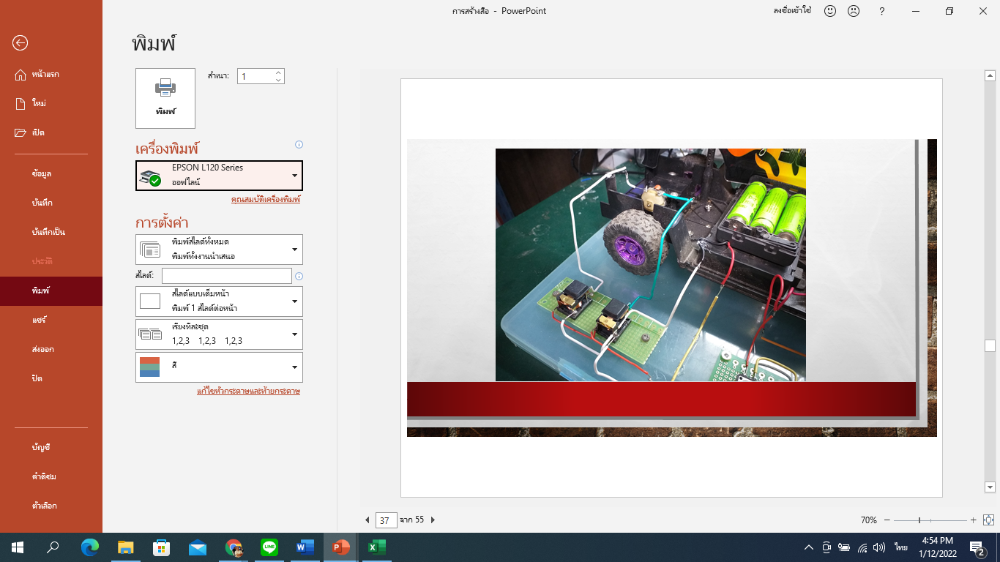 การสร้างสื่อ - PowerPoint
ลงชื่อเข้าใช้
?
พิมพ์
หน้าแรก
ใหม่
เปิด
ข้อมูล
บันทึก
บันทึกเป็น
ประวัติ
พิมพ์
แชร์
ส่งออก
ปิด
บัญชี
คำติชม
ตัวเลือก
พิมพ์
สำเนา: 1
เครื่องพิมพ์
EPSON L120 Series
ออฟไลน์
คุณสมบัติเครื่องพิมพ์
การตั้งค่า
พิมพ์สไลด์ทั้งหมด
พิมพ์ทั้งงานนำเสนอ
สไลด์:
สไลด์แบบเต็มหน้า
พิมพ์ 1 สไลด์ต่อหน้า
เรียงทีละชุด
1,2,3 1,2,3 1,2,3
สี
แก้ไขหัวกระดาษและท้ายกระดาษ
37 จาก 55
70%
LINE
ไทย
4:54 PM
1/12/2022
2